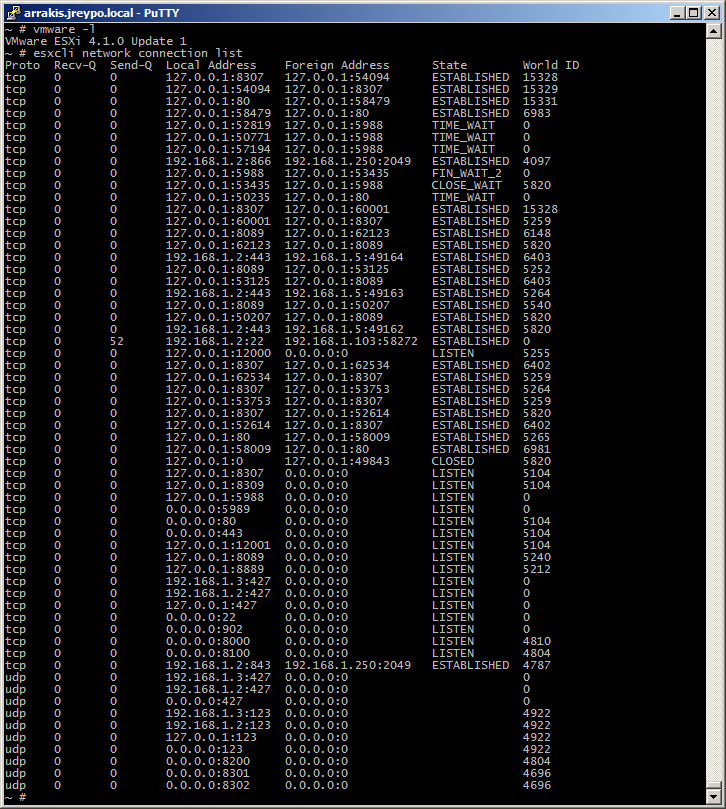 arrakis.jreypo.local - PuTTY
~ # vmware -l
VMware ESXi 4.1.0 Update 1
~ # esxcli network connection list
Proto  Recv-Q  Send-Q  Local Address    Foreign Address      State        World ID
tcp    0       0       127.0.0.1:8307   127.0.0.1:54094      ESTABLISHED  15328
tcp    0       0       127.0.0.1:54094  127.0.0.1:8307       ESTABLISHED  15329
tcp    0       0       127.0.0.1:80     127.0.0.1:58479      ESTABLISHED  15331
tcp    0       0       127.0.0.1:58479  127.0.0.1:80         ESTABLISHED  6983
tcp    0       0       127.0.0.1:52819  127.0.0.1:5988       TIME_WAIT    0
tcp    0       0       127.0.0.1:50771  127.0.0.1:5988       TIME_WAIT    0
tcp    0       0       127.0.0.1:57194  127.0.0.1:5988       TIME_WAIT    0
tcp    0       0       192.168.1.2:866  192.168.1.250:2049   ESTABLISHED  4097
tcp    0       0       127.0.0.1:5988   127.0.0.1:53435      FIN_WAIT_2   0
tcp    0       0       127.0.0.1:53435  127.0.0.1:5988       CLOSE_WAIT   5820
tcp    0       0       127.0.0.1:50235  127.0.0.1:80         TIME_WAIT    0
tcp    0       0       127.0.0.1:8307   127.0.0.1:60001      ESTABLISHED  15328
tcp    0       0       127.0.0.1:60001  127.0.0.1:8307       ESTABLISHED  5259
tcp    0       0       127.0.0.1:8089   127.0.0.1:62123      ESTABLISHED  6148
tcp    0       0       127.0.0.1:62123  127.0.0.1:8089       ESTABLISHED  5820
tcp    0       0       192.168.1.2:443  192.168.1.5:49164    ESTABLISHED  6403
tcp    0       0       127.0.0.1:8089   127.0.0.1:53125      ESTABLISHED  5252
tcp    0       0       127.0.0.1:53125  127.0.0.1:8089       ESTABLISHED  6403
tcp    0       0       192.168.1.2:443  192.168.1.5:49163    ESTABLISHED  5264
tcp    0       0       127.0.0.1:8089   127.0.0.1:50207      ESTABLISHED  5540
tcp    0       0       127.0.0.1:50207  127.0.0.1:8089       ESTABLISHED  5820
tcp    0       0       192.168.1.2:443  192.168.1.5:49162    ESTABLISHED  5820
tcp    0       52      192.168.1.2:22   192.168.1.103:58272  ESTABLISHED  0
tcp    0       0       127.0.0.1:12000  0.0.0.0:0            LISTEN       5255
tcp    0       0       127.0.0.1:8307   127.0.0.1:62534      ESTABLISHED  6402
tcp    0       0       127.0.0.1:62534  127.0.0.1:8307       ESTABLISHED  5259
tcp    0       0       127.0.0.1:8307   127.0.0.1:53753      ESTABLISHED  5264
tcp    0       0       127.0.0.1:53753  127.0.0.1:8307       ESTABLISHED  5259
tcp    0       0       127.0.0.1:8307   127.0.0.1:52614      ESTABLISHED  5820
tcp    0       0       127.0.0.1:52614  127.0.0.1:8307       ESTABLISHED  6402
tcp    0       0       127.0.0.1:80     127.0.0.1:58009      ESTABLISHED  5265
tcp    0       0       127.0.0.1:58009  127.0.0.1:80         ESTABLISHED  6981
tcp    0       0       127.0.0.1:0      127.0.0.1:49843      CLOSED       5820
tcp    0       0       127.0.0.1:8307   0.0.0.0:0            LISTEN       5104
tcp    0       0       127.0.0.1:8309   0.0.0.0:0            LISTEN       5104
tcp    0       0       127.0.0.1:5988   0.0.0.0:0            LISTEN       0
tcp    0       0       0.0.0.0:5989     0.0.0.0:0            LISTEN       0
tcp    0       0       0.0.0.0:80       0.0.0.0:0            LISTEN       5104
tcp    0       0       0.0.0.0:443      0.0.0.0:0            LISTEN       5104
tcp    0       0       127.0.0.1:12001  0.0.0.0:0            LISTEN       5104
tcp    0       0       127.0.0.1:8089   0.0.0.0:0            LISTEN       5240
tcp    0       0       127.0.0.1:8889   0.0.0.0:0            LISTEN       5212
tcp    0       0       192.168.1.3:427  0.0.0.0:0            LISTEN       0
tcp    0       0       192.168.1.2:427  0.0.0.0:0            LISTEN       0
tcp    0       0       127.0.0.1:427    0.0.0.0:0            LISTEN       0
tcp    0       0       0.0.0.0:22       0.0.0.0:0            LISTEN       0
tcp    0       0       0.0.0.0:902      0.0.0.0:0            LISTEN       0
tcp    0       0       0.0.0.0:8000     0.0.0.0:0            LISTEN       4810
tcp    0       0       0.0.0.0:8100     0.0.0.0:0            LISTEN       4804
tcp    0       0       192.168.1.2:843  192.168.1.250:2049   ESTABLISHED  4787
udp    0       0       192.168.1.3:427  0.0.0.0:0                         0
udp    0       0       192.168.1.2:427  0.0.0.0:0                         0
udp    0       0       0.0.0.0:427      0.0.0.0:0                         0
udp    0       0       192.168.1.3:123  0.0.0.0:0                         4922
udp    0       0       192.168.1.2:123  0.0.0.0:0                         4922
udp    0       0       127.0.0.1:123    0.0.0.0:0                         4922
udp    0       0       0.0.0.0:123      0.0.0.0:0                         4922
udp    0       0       0.0.0.0:8200     0.0.0.0:0                         4804
udp    0       0       0.0.0.0:8301     0.0.0.0:0                         4696
udp    0       0       0.0.0.0:8302     0.0.0.0:0                         4696
~ #